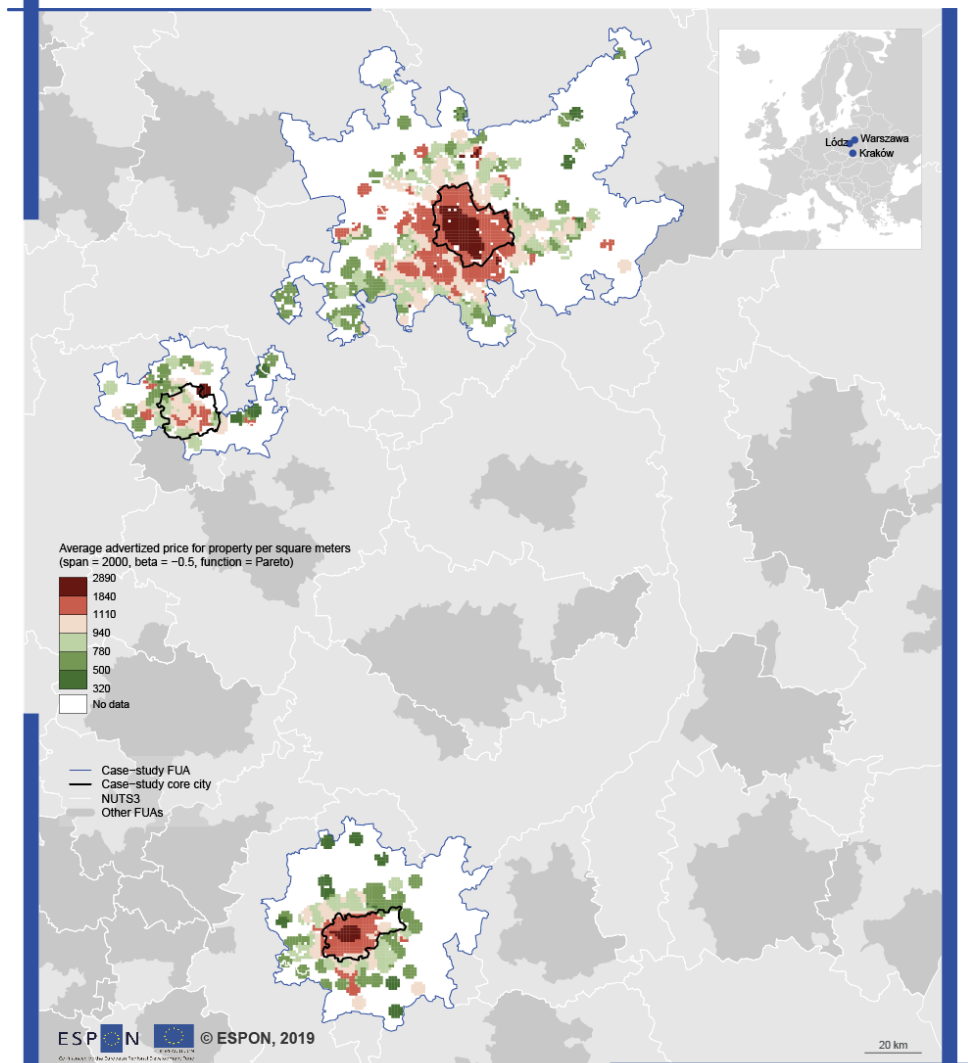 Lódz
Warszawa
Kraków
Average advertized price for property per square meters
(span = 2000, beta = −0.5, function = Pareto)
2890
1840
1110
940
780
500
320
No data
Case−study FUA
Case−study core city
NUTS3
Other FUAs
ESPON
© ESPON, 2019
20 km